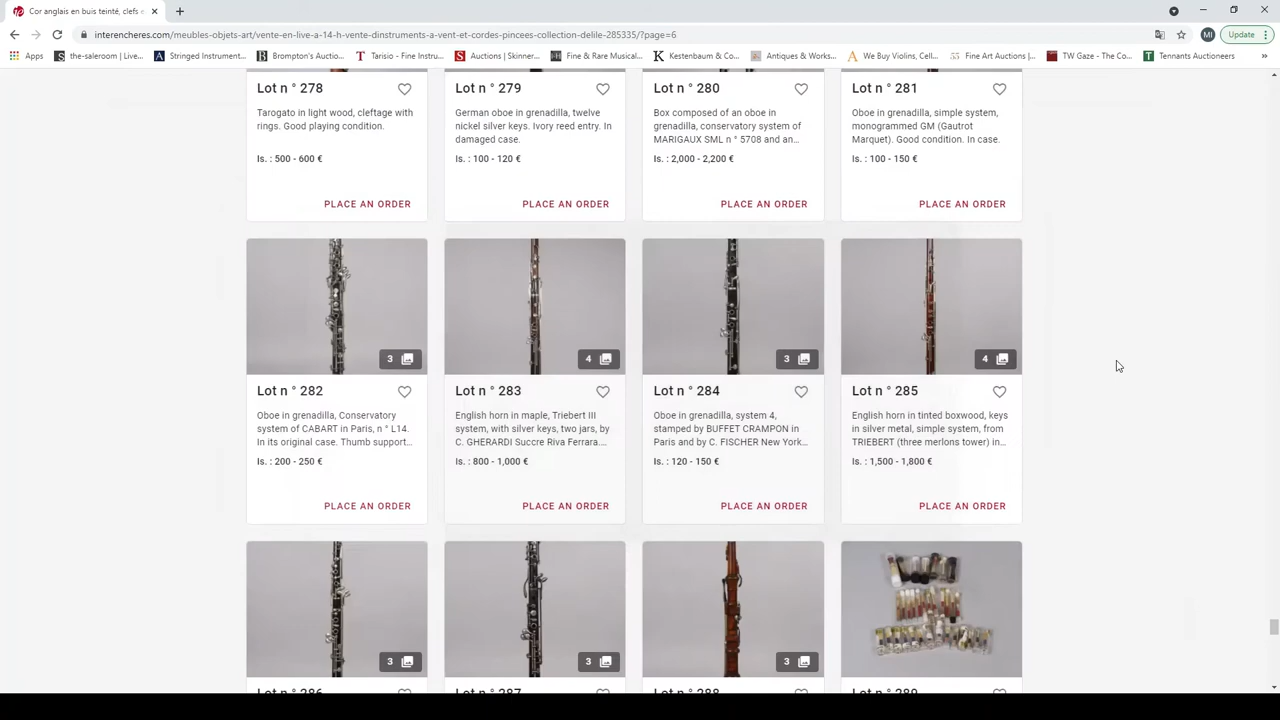 Cor anglais en buis teinté, clefs e
interencheres.com/meubles-objets-art/vente-en-live-a-14-h-vente-dinstruments-a-vent-et-cordes-pincees-collection-delile-285335/?page=6
MI
Update
Apps
the-saleroom | Live...
Stringed Instrument...
Brompton's Auctio...
Tarisio - Fine Instru...
Auctions | Skinner...
Fine & Rare Musical...
Kestenbaum & Co...
Antiques & Works...
We Buy Violins, Cell...
Fine Art Auctions |...
TW Gaze - The Co...
Tennants Auctioneers
»
Lot n ° 278
Tarogato in light wood, cleftage with
rings. Good playing condition.
Is. : 500 - 600 €
PLACE AN ORDER
Lot n ° 279
German oboe in grenadilla, twelve
nickel silver keys. Ivory reed entry. In
damaged case.
Is. : 100 - 120 €
PLACE AN ORDER
Lot n ° 280
Box composed of an oboe in
grenadilla, conservatory system of
MARIGAUX SML n ° 5708 and an...
Is. : 2,000 - 2,200 €
PLACE AN ORDER
Lot n ° 281
Oboe in grenadilla, simple system,
monogrammed GM (Gautrot
Marquet). Good condition. In case.
Is. : 100 - 150 €
PLACE AN ORDER
3
Lot n ° 282
Oboe in grenadilla, Conservatory
system of CABART in Paris, n ° L14.
In its original case. Thumb support...
Is. : 200 - 250 €
PLACE AN ORDER
4
Lot n ° 283
English horn in maple, Triebert III
system, with silver keys, two jars, by
C. GHERARDI Succre Riva Ferrara....
Is. : 800 - 1,000 €
PLACE AN ORDER
3
Lot n ° 284
Oboe in grenadilla, system 4,
stamped by BUFFET CRAMPON in
Paris and by C. FISCHER New York...
Is. : 120 - 150 €
PLACE AN ORDER
4
Lot n ° 285
English horn in tinted boxwood, keys
in silver metal, simple system, from
TRIEBERT (three merlons tower) in...
Is. : 1,500 - 1,800 €
PLACE AN ORDER
3
Lot n ° 286
3
Lot n ° 287
3
Lot n ° 288
Lot n ° 289